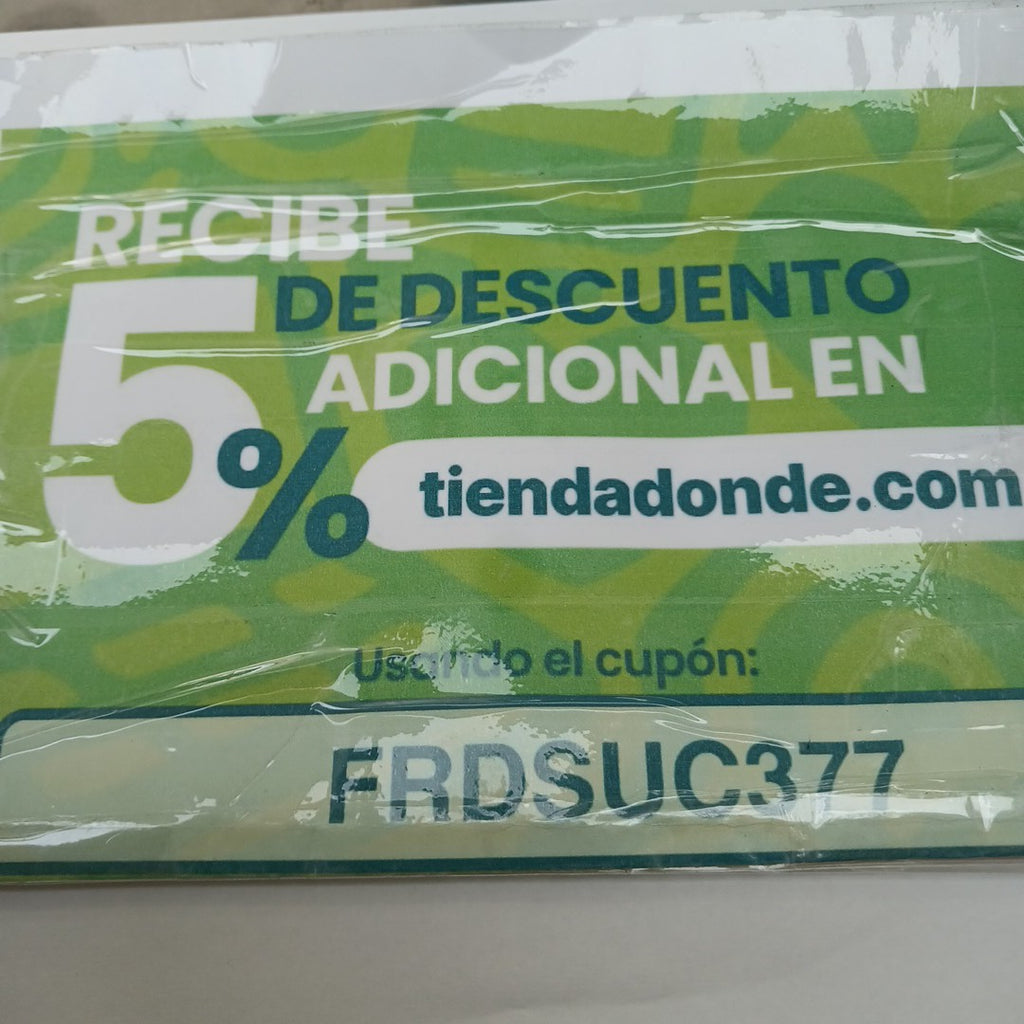 RECIBE
5% DE DESCUENTO
ADICIONAL EN
tiendadonde.com
Usando el cupón:
FRDSUC377